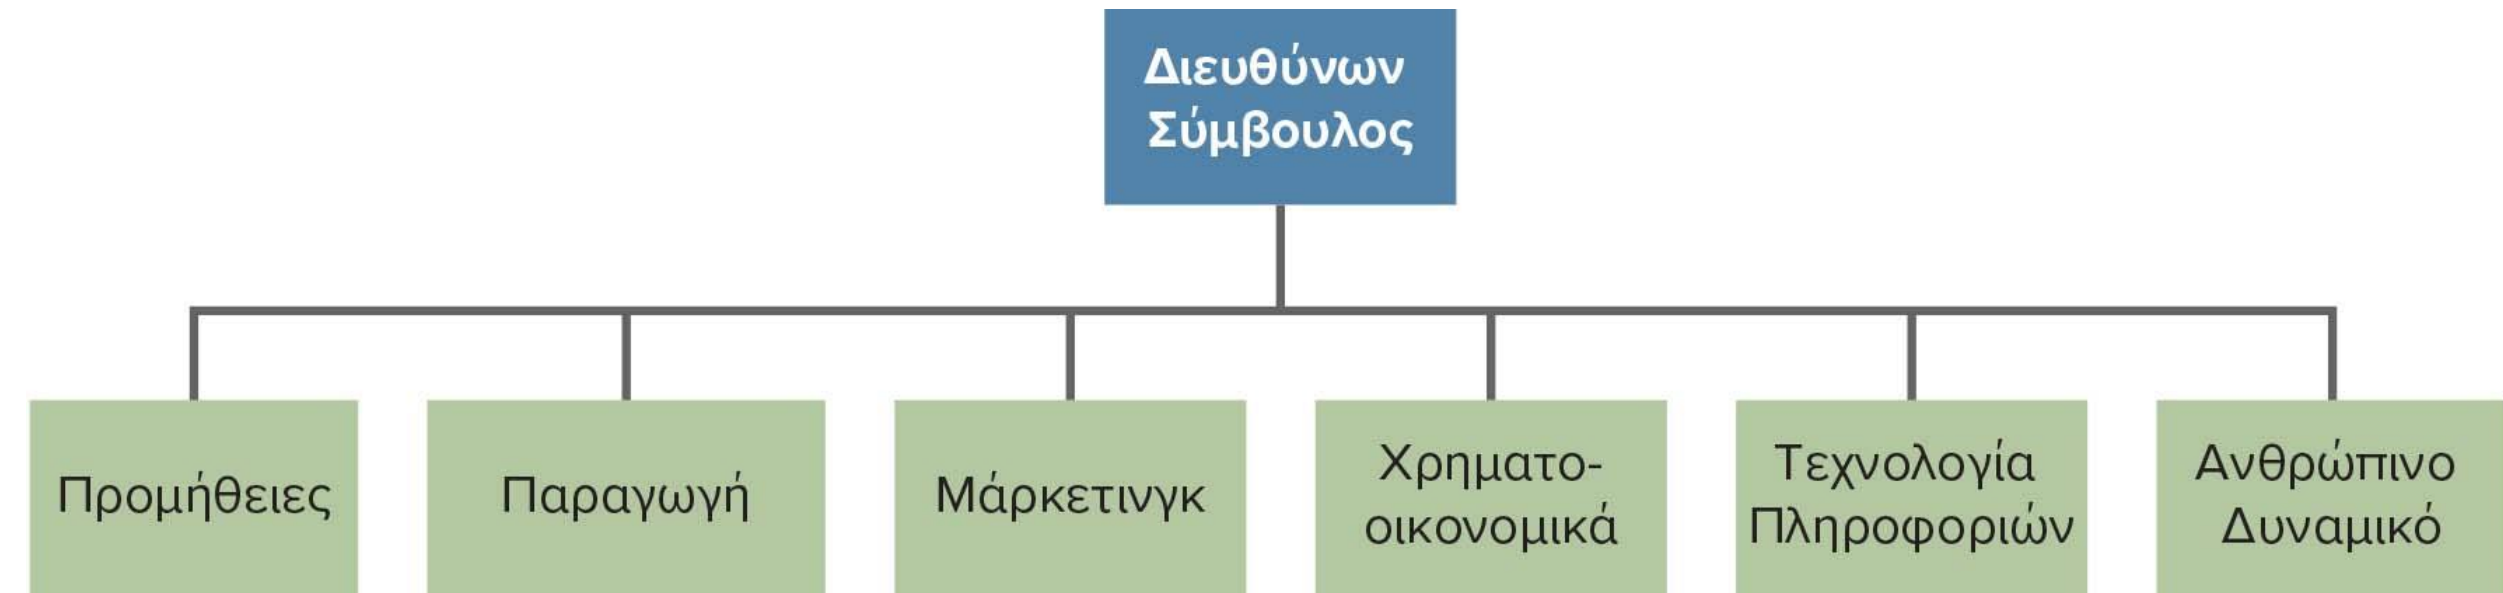 Διευθύνων
Σύμβουλος
Προμήθειες
Παραγωγή
Μάρκετινγκ
Χρηματο-
οικονομικά
Τεχνολογία
Πληροφοριών
Ανθρώπινο
Δυναμικό